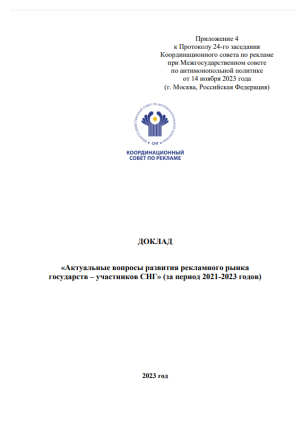 Приложение 4
к Протоколу 24-го заседания
Координационного совета по рекламе
при Межгосударственном совете
по антимонопольной политике
от 14 ноября 2023 года
(г. Москва, Российская Федерация)
СНГ
КООРДИНАЦИОННЫЙ
СОВЕТ ПО РЕКЛАМЕ
ДОКЛАД
«Актуальные вопросы развития рекламного рынка
государств – участников СНГ» (за период 2021-2023 годов)
2023 год